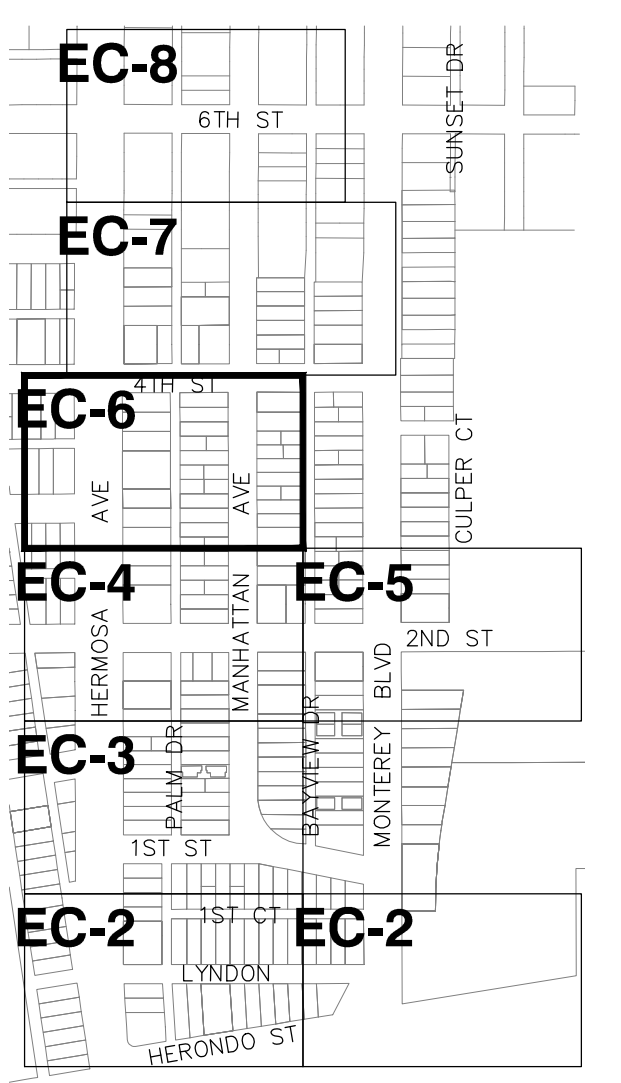 EC-8
SUNSET DR
6TH ST
EC-7
4TH ST
EC-6
AVE
AVE
CULPER CT
EC-4
EC-5
HERMOSA
MANHATTAN
2ND ST
BLVD
EC-3
PALM DR
BAYVIEW DR
MONTEREY
1ST ST
EC-2
1ST CT
EC-2
LYNDON
HERONDO ST